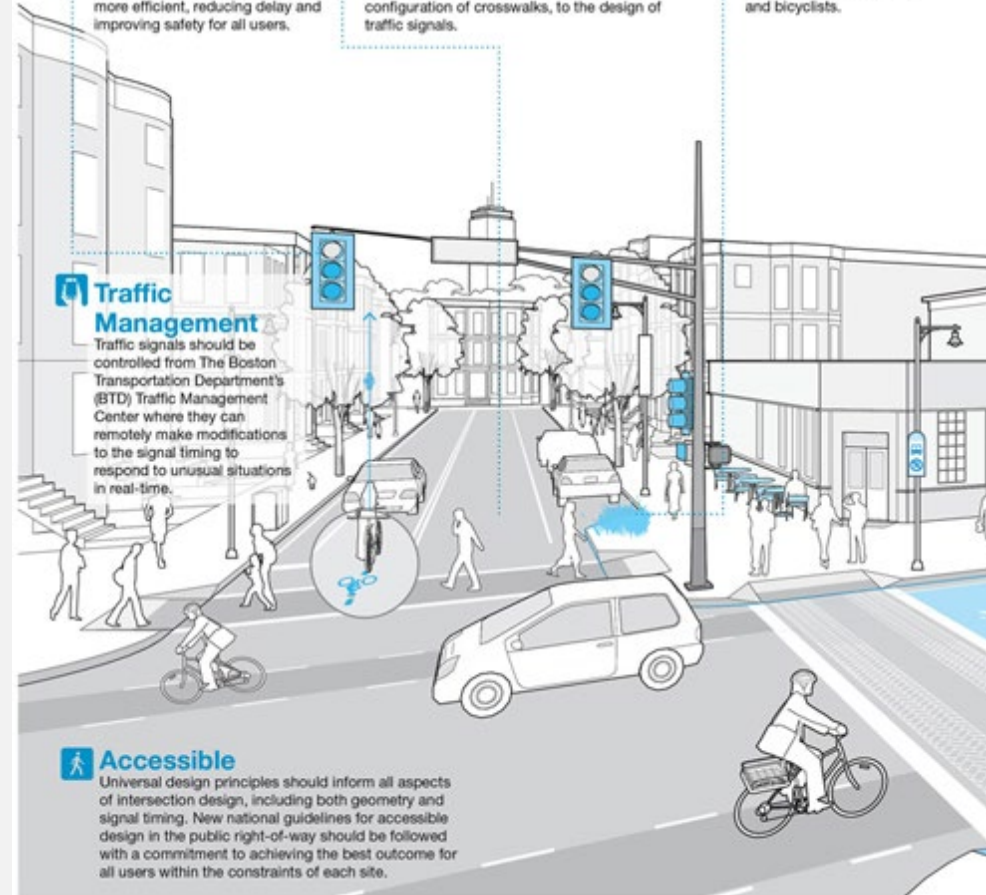 more efficient, reducing delay and
improving safety for all users.
configuration of crosswalks, to the design of
traffic signals.
and bicyclists.
Traffic
Management
Traffic signals should be
controlled from The Boston
Transportation Department's
(BTD) Traffic Management
Center where they can
remotely make modifications
to the signal timing to
respond to unusual situations
in real-time.
Accessible
Universal design principles should inform all aspects
of intersection design, including both geometry and
signal timing. New national guidelines for accessible
design in the public right-of-way should be followed
with a commitment to achieving the best outcome for
all users within the constraints of each site.